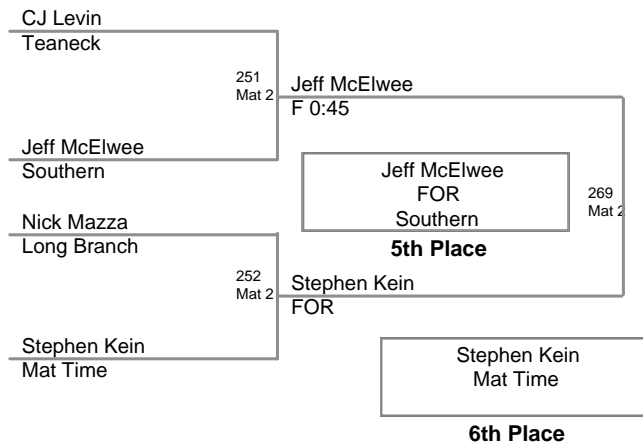 CJ Levin
Teaneck
251
Mat 2
Jeff McElwee
F 0:45
Jeff McElwee
Southern
Jeff McElwee
FOR
Southern
5th Place
269
Mat 2
Nick Mazza
Long Branch
252
Mat 2
Stephen Kein
FOR
Stephen Kein
Mat Time
Stephen Kein
Mat Time
6th Place